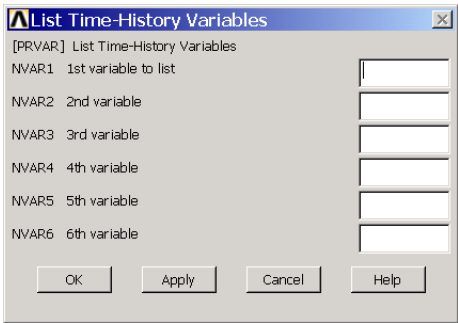 List Time-History Variables
[PRVAR] List Time-History Variables
NVAR1 1st variable to list
NVAR2 2nd variable
NVAR3 3rd variable
NVAR4 4th variable
NVAR5 5th variable
NVAR6 6th variable
OK Apply Cancel Help